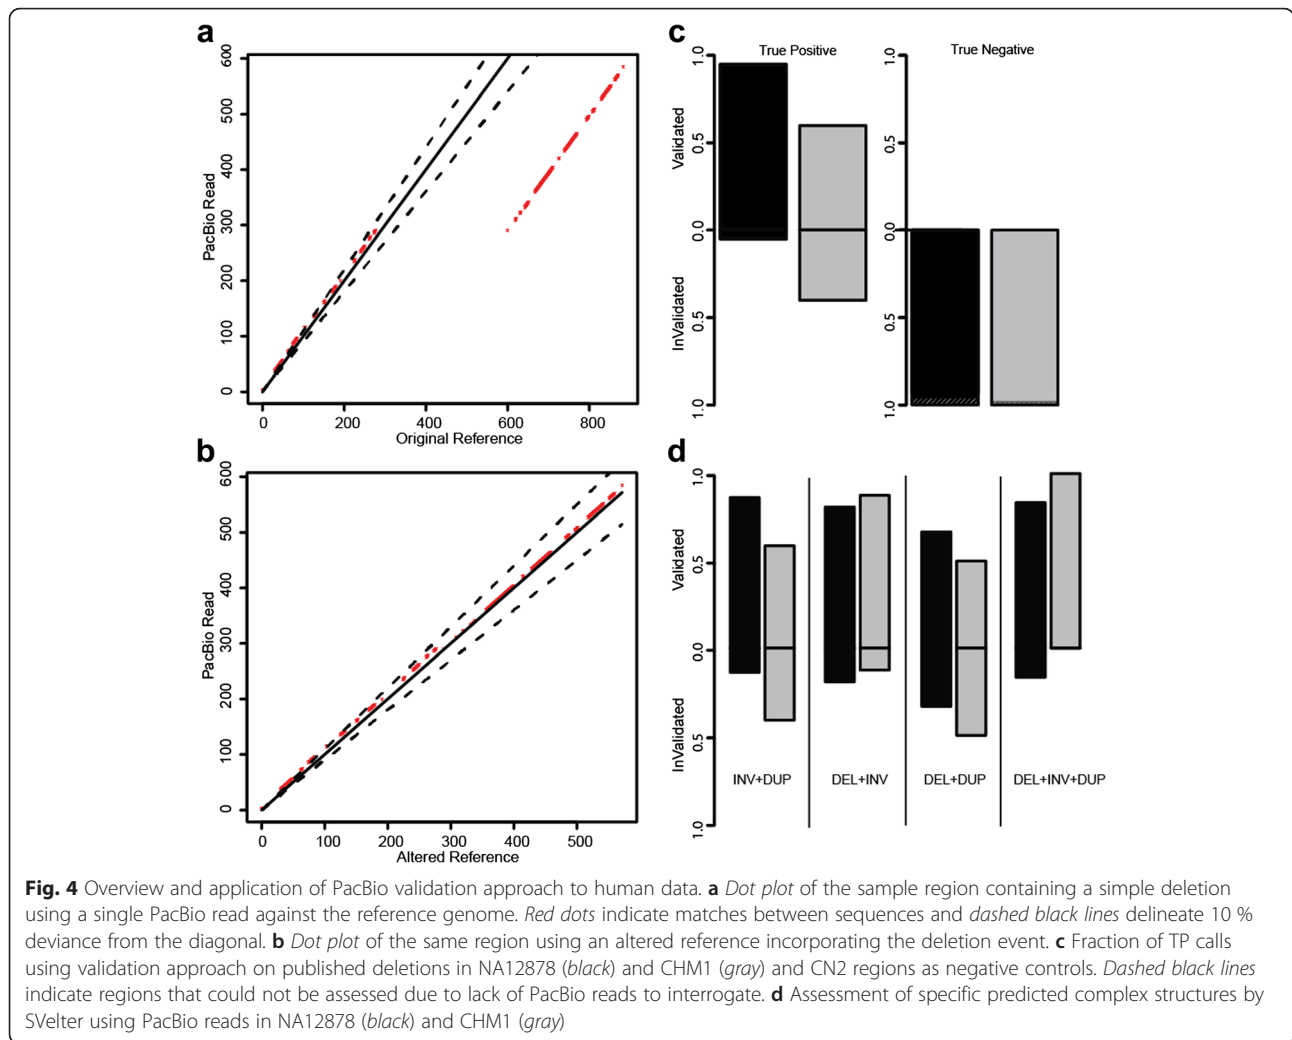 a
600
500
400
300
200
100
0
PacBio Read
0 200 400 600 800
Original Reference
b
600
500
400
300
200
100
0
PacBio Read
0 100 200 300 400 500
Altered Reference
c
True Positive
True Negative
1.0
0.5
0.0
0.5
1.0
Validated
InValidated
1.0
0.5
0.0
0.5
1.0
d
1.0
0.5
0.0
0.5
1.0
Validated
InValidated
INV+DUP
DEL+INV
DEL+DUP
DEL+INV+DUP
Fig. 4 Overview and application of PacBio validation approach to human data. a Dot plot of the sample region containing a simple deletion
using a single PacBio read against the reference genome. Red dots indicate matches between sequences and dashed black lines delineate 10 %
deviance from the diagonal. b Dot plot of the same region using an altered reference incorporating the deletion event. c Fraction of TP calls
using validation approach on published deletions in NA12878 (black) and CHM1 (gray) and CN2 regions as negative controls. Dashed black lines
indicate regions that could not be assessed due to lack of PacBio reads to interrogate. d Assessment of specific predicted complex structures by
SVelter using PacBio reads in NA12878 (black) and CHM1 (gray)